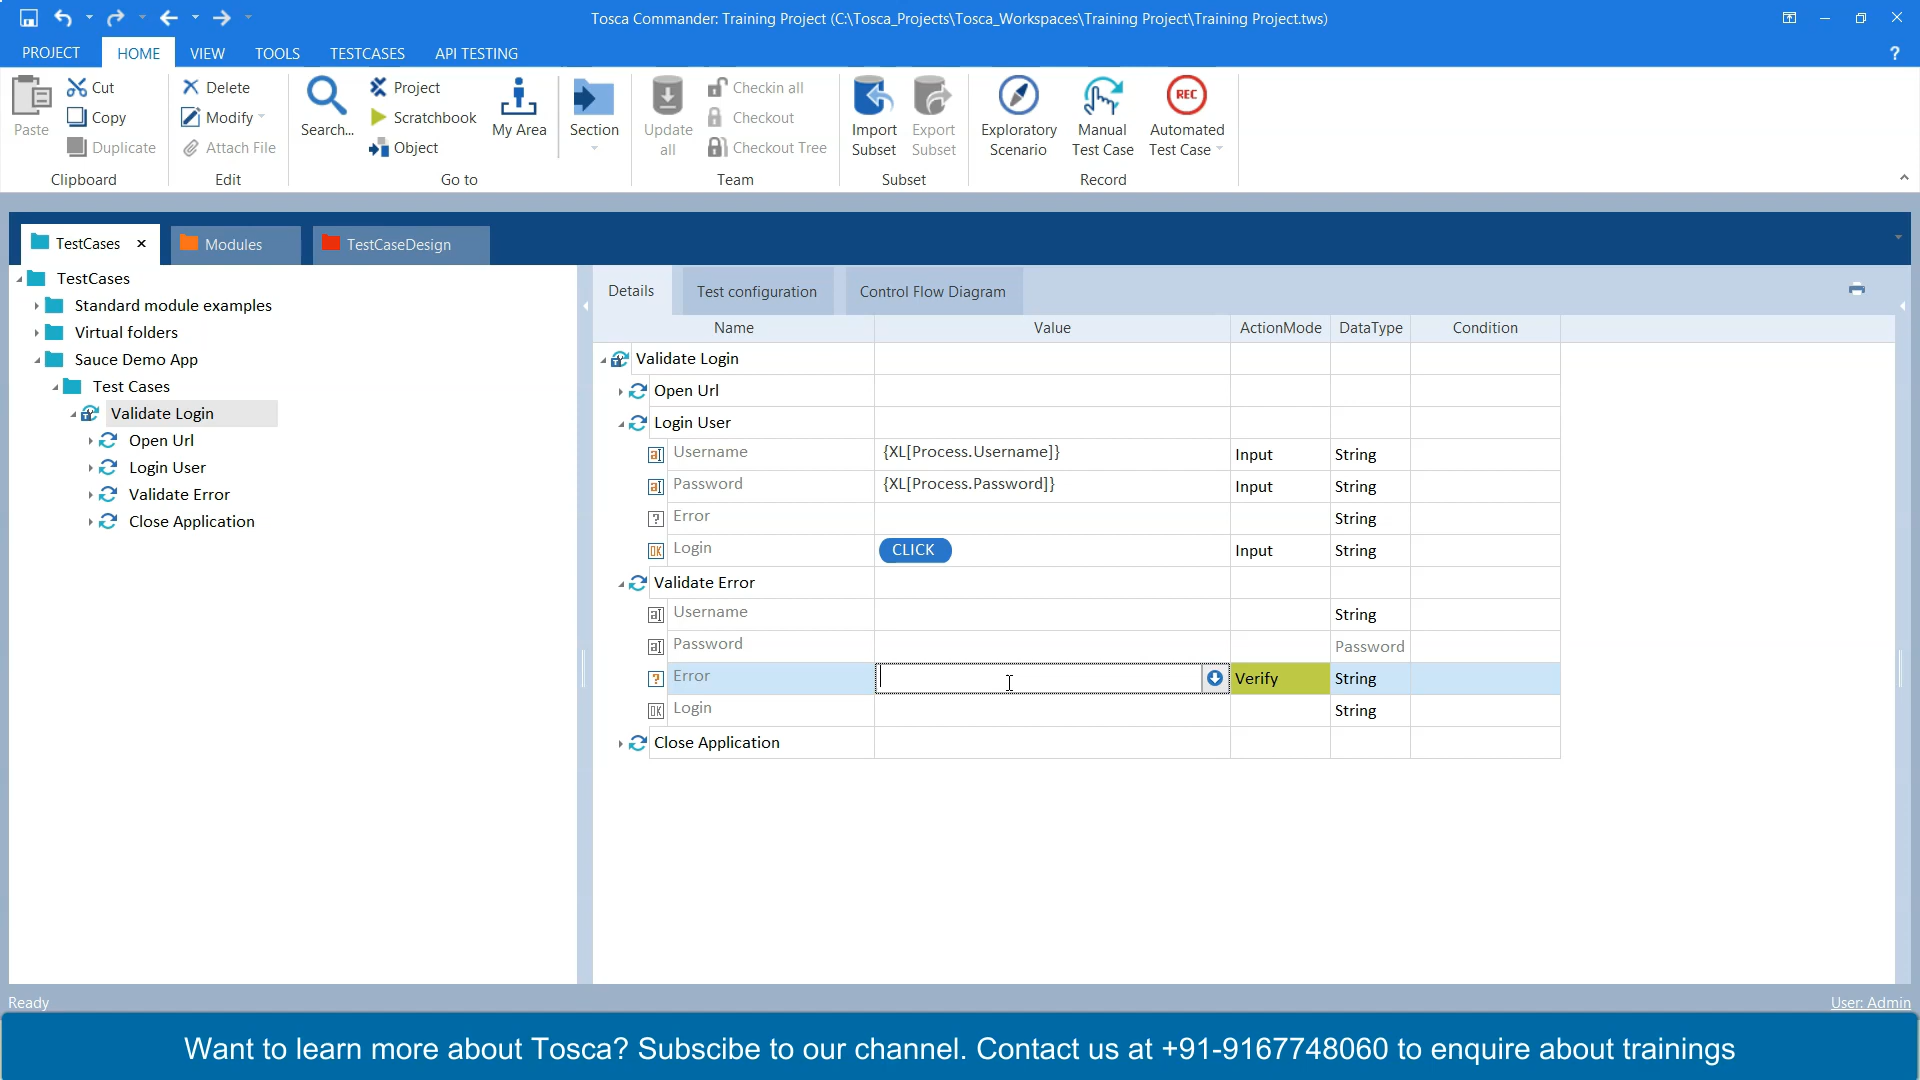 Tosca Commander: Training Project (C:\Tosca_Projects\Tosca_Workspaces\Training Project\Training Project.tws)
PROJECT HOME VIEW TOOLS TESTCASES API TESTING ?
Paste
Cut
Copy
Duplicate
Clipboard
Delete
Modify
Attach File
Edit
Search...
Project
Scratchbook
Object
My Area
Go to
Section
Update all
Checkin all
Checkout
Checkout Tree
Team
Import Subset
Export Subset
Subset
Exploratory Scenario
Manual Test Case
REC
Automated Test Case
Record
TestCases × Modules TestCaseDesign
TestCases
Standard module examples
Virtual folders
Sauce Demo App
Test Cases
Validate Login
Open Url
Login User
Validate Error
Close Application
Details Test configuration Control Flow Diagram
Name Value ActionMode DataType Condition
Validate Login
Open Url
Login User
Username {XL[Process.Username]} Input String
Password {XL[Process.Password]} Input String
Error String
Login CLICK Input String
Validate Error
Username String
Password Password
Error Verify String
Login String
Close Application
Ready User: Admin
Want to learn more about Tosca? Subscibe to our channel. Contact us at +91-9167748060 to enquire about trainings